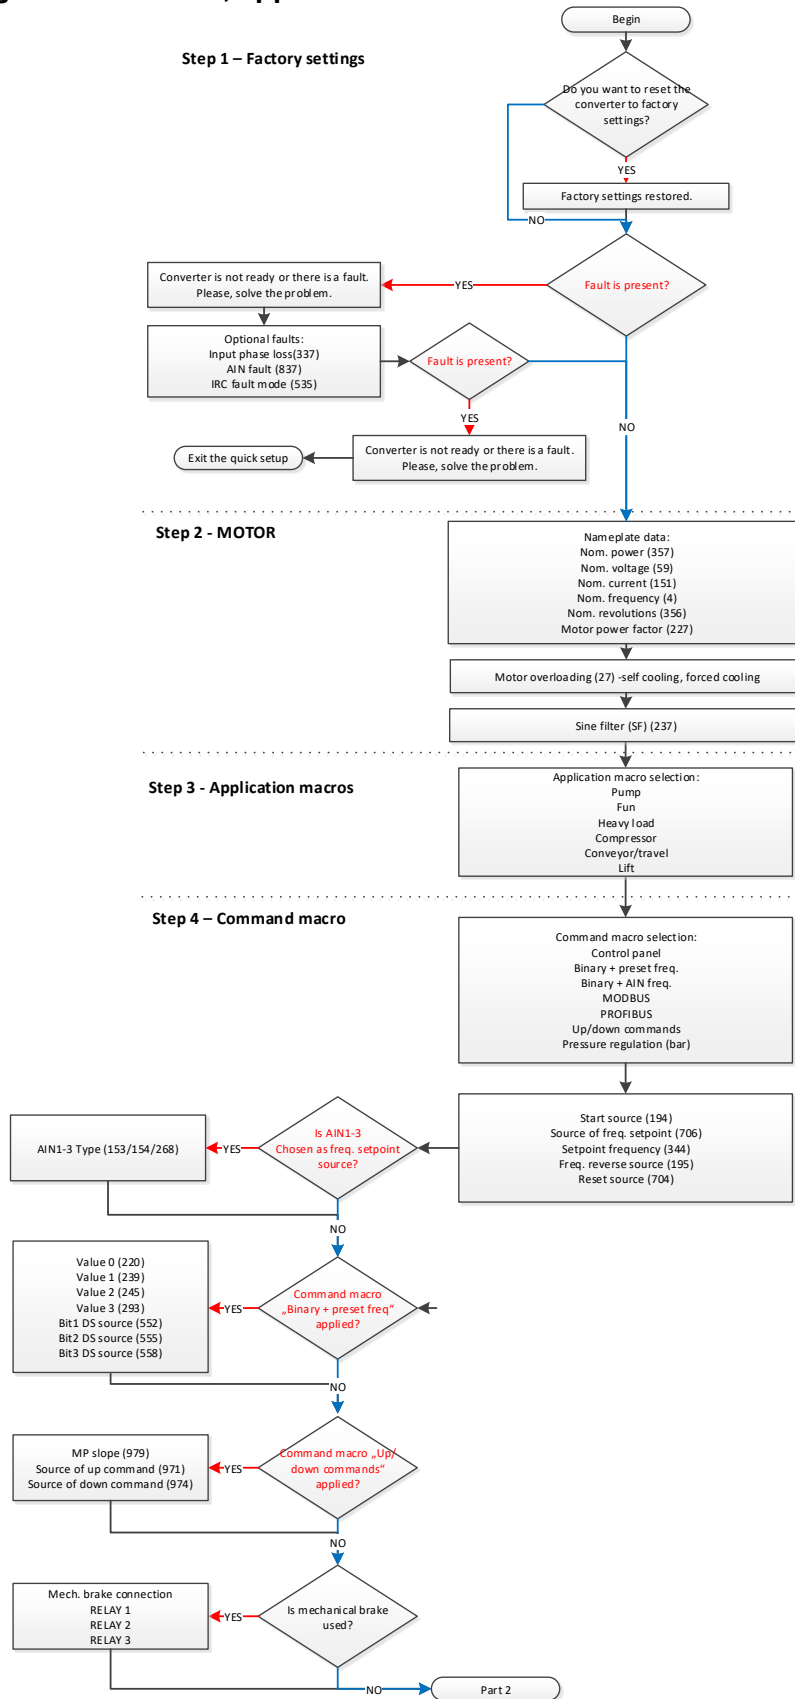 Begin
Step 1 – Factory settings
Do you want to reset the
converter to factory
settings?
YES
Factory settings restored.
NO
Converter is not ready or there is a fault.
Please, solve the problem.
YES
Fault is present?
Optional faults:
Input phase loss(337)
AIN fault (837)
IRC fault mode (535)
Fault is present?
YES
NO
Exit the quick setup
Converter is not ready or there is a fault.
Please, solve the problem.
Step 2 - MOTOR
Nameplate data:
Nom. power (357)
Nom. voltage (59)
Nom. current (151)
Nom. frequency (4)
Nom. revolutions (356)
Motor power factor (227)
Motor overloading (27) -self cooling, forced cooling
Sine filter (SF) (237)
Step 3 - Application macros
Application macro selection:
Pump
Fun
Heavy load
Compressor
Conveyor/travel
Lift
Step 4 – Command macro
Command macro selection:
Control panel
Binary + preset freq.
Binary + AIN freq.
MODBUS
PROFIBUS
Up/down commands
Pressure regulation (bar)
Start source (194)
Source of freq. setpoint (706)
Setpoint frequency (344)
Freq. reverse source (195)
Reset source (704)
Is AIN1-3
Chosen as freq. setpoint
source?
YES
AIN1-3 Type (153/154/268)
NO
Value 0 (220)
Value 1 (239)
Value 2 (245)
Value 3 (293)
Bit1 DS source (552)
Bit2 DS source (555)
Bit3 DS source (558)
YES
Command macro
„Binary + preset freq“
applied?
NO
MP slope (979)
Source of up command (971)
Source of down command (974)
YES
Command macro „Up/
down commands“
applied?
NO
Mech. brake connection
RELAY 1
RELAY 2
RELAY 3
YES
Is mechanical brake
used?
NO
Part 2